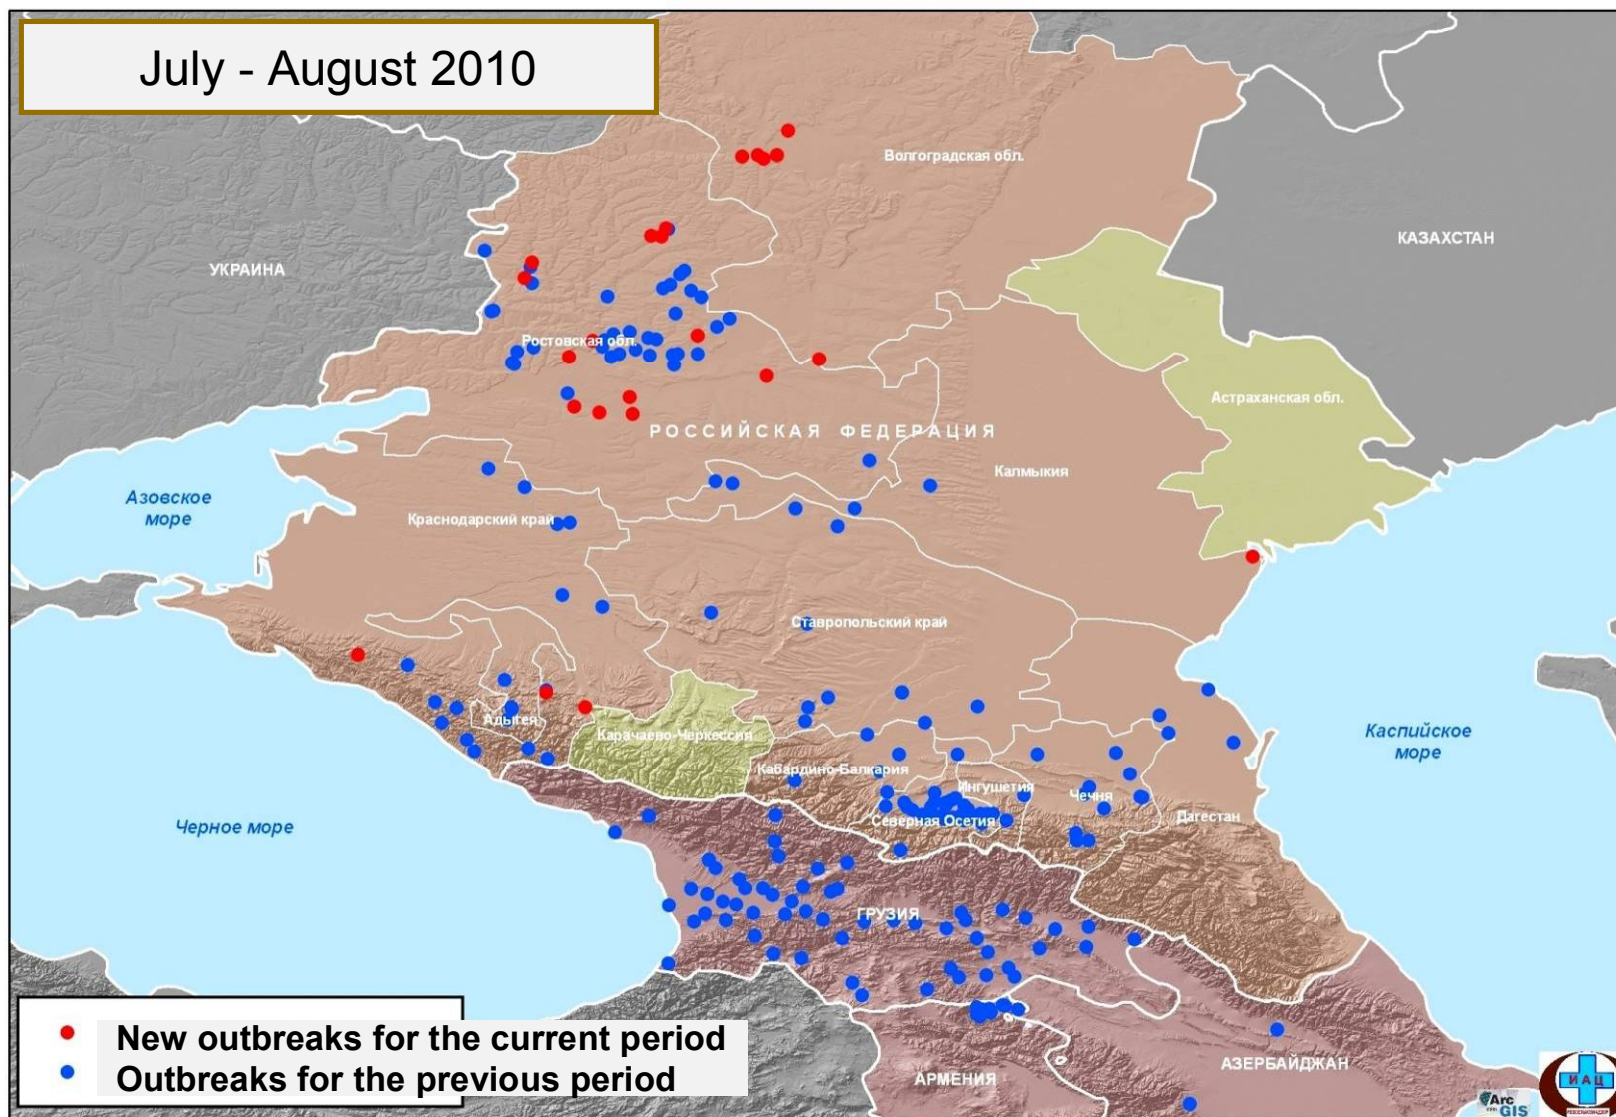 July - August 2010
Волгоградская обл.
КАЗАХСТАН
УКРАИНА
Ростовская обл.
Астраханская обл.
РОССИЙСКАЯ ФЕДЕРАЦИЯ
Калмыкия
Азовское
море
Краснодарский край
Ставропольский край
Адыгея
Карачаево-Черкессия
Каспийское
море
Кабардино-Балкария
Ингушетия
Чечня
Северная Осетия
Дагестан
Черное море
ГРУЗИЯ
АЗЕРБАЙДЖАН
АРМЕНИЯ
New outbreaks for the current period
Outbreaks for the previous period
ИАЦ
Arc
GIS